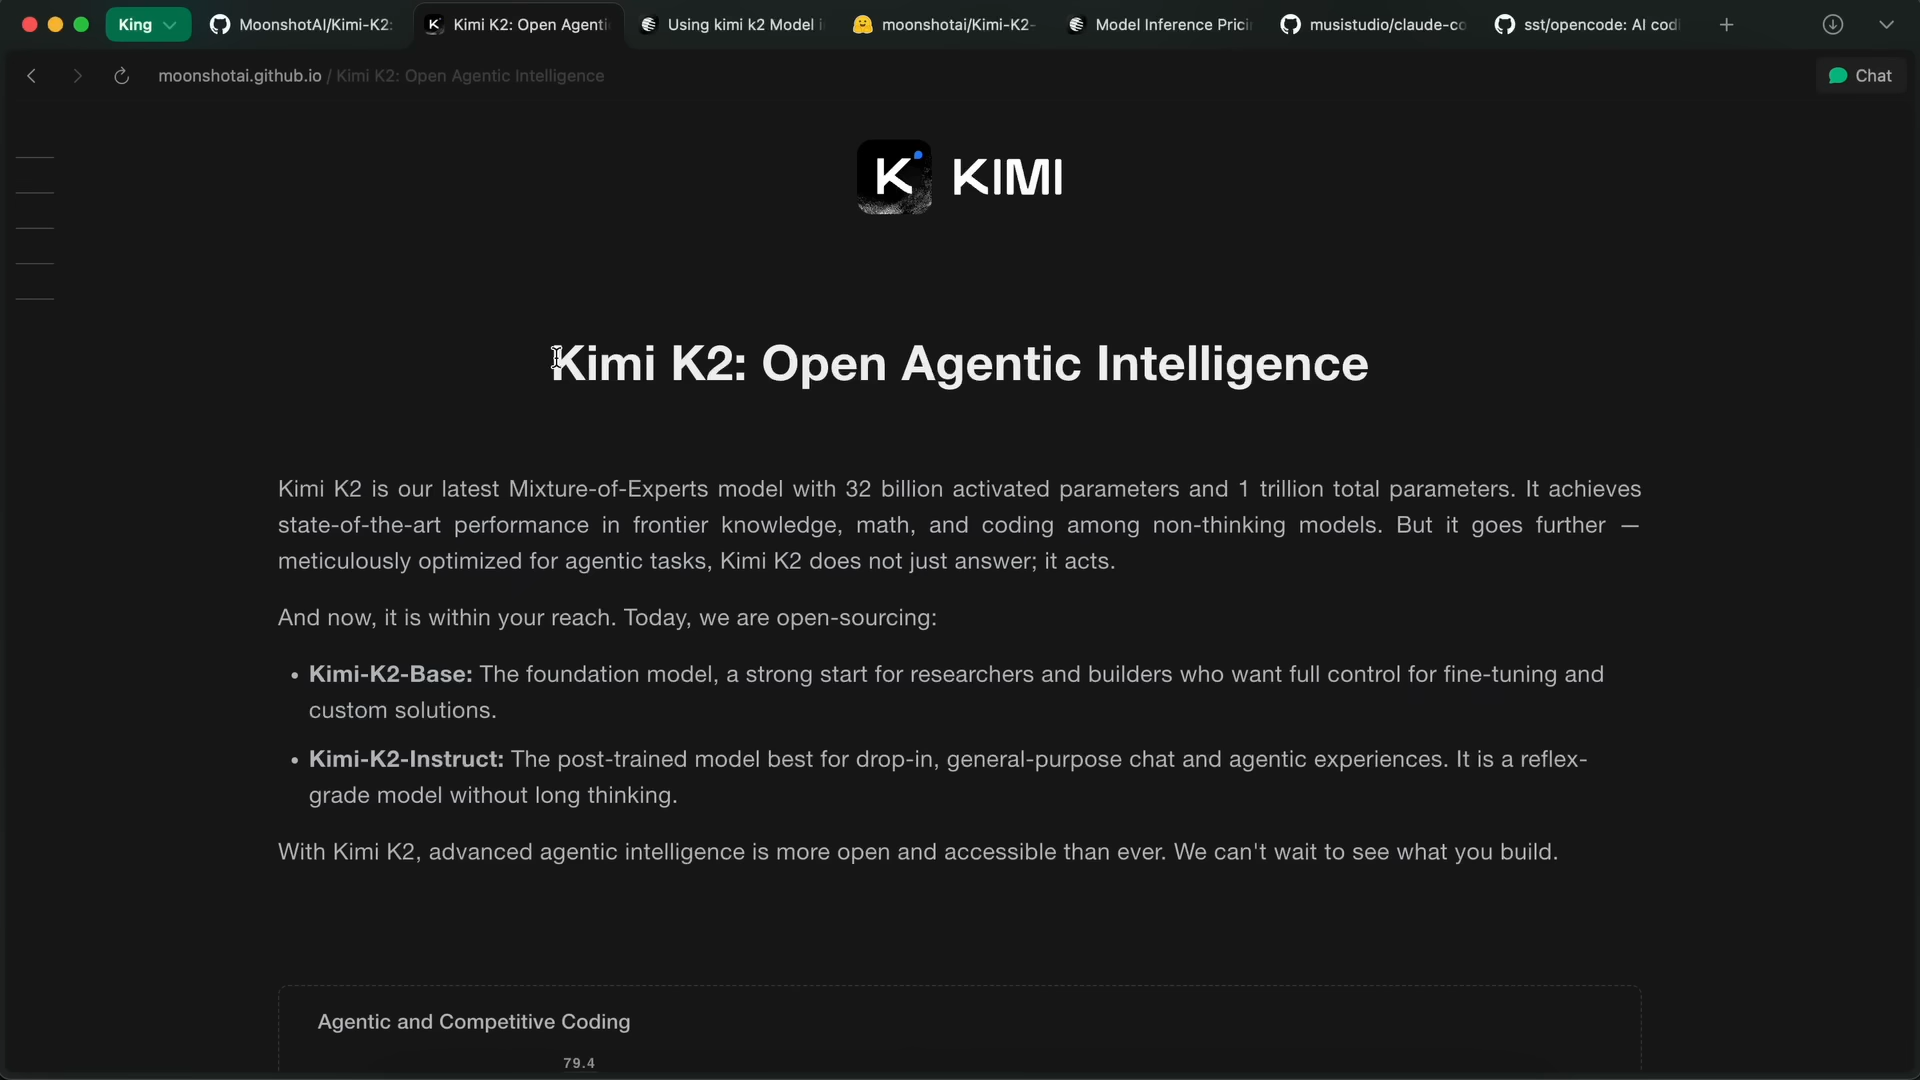 King
MoonshotAI/Kimi-K2:
Kimi K2: Open Agenti
Using kimi k2 Model i
moonshotai/Kimi-K2-
Model Inference Prici
musistudio/claude-co
sst/opencode: AI codi
moonshotai.github.io / Kimi K2: Open Agentic Intelligence
Chat
K KIMI
Kimi K2: Open Agentic Intelligence
Kimi K2 is our latest Mixture-of-Experts model with 32 billion activated parameters and 1 trillion total parameters. It achieves
state-of-the-art performance in frontier knowledge, math, and coding among non-thinking models. But it goes further —
meticulously optimized for agentic tasks, Kimi K2 does not just answer; it acts.
And now, it is within your reach. Today, we are open-sourcing:
• Kimi-K2-Base: The foundation model, a strong start for researchers and builders who want full control for fine-tuning and
custom solutions.
• Kimi-K2-Instruct: The post-trained model best for drop-in, general-purpose chat and agentic experiences. It is a reflex-
grade model without long thinking.
With Kimi K2, advanced agentic intelligence is more open and accessible than ever. We can't wait to see what you build.
Agentic and Competitive Coding
79.4